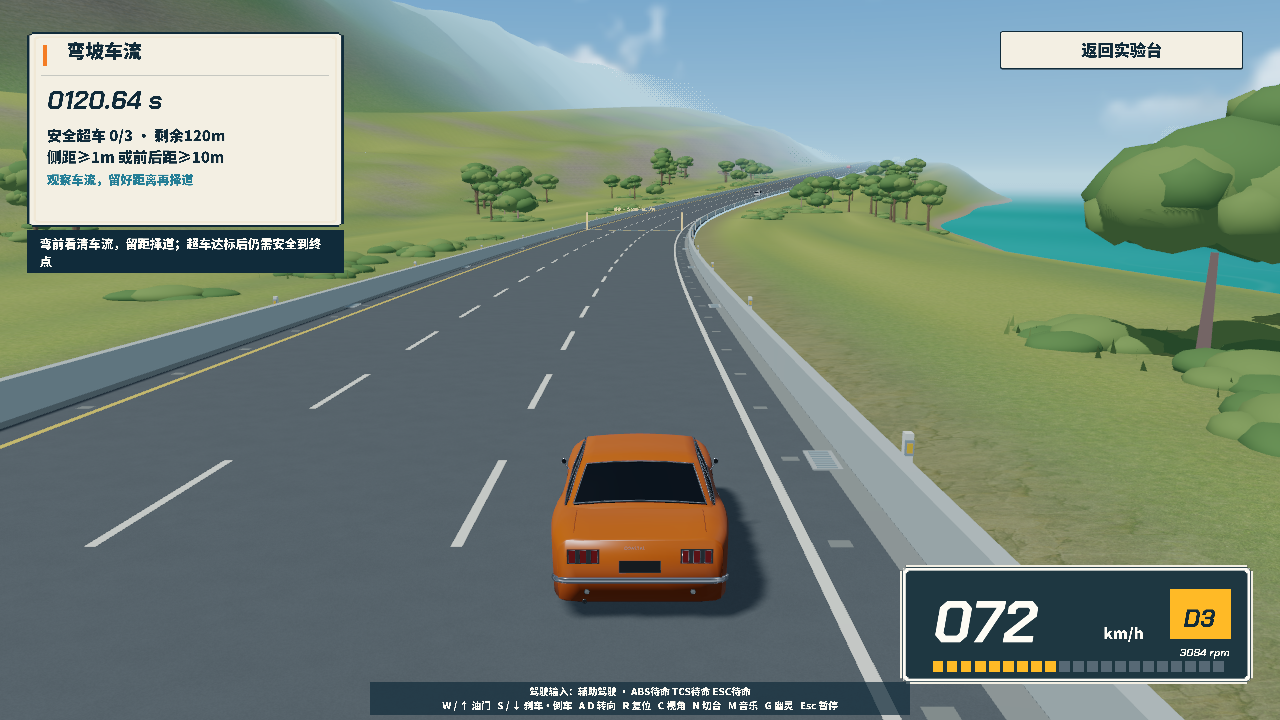 弯坡车流
返回实验台
0120.64 s
安全超车 0/3 · 剩余120m
侧距≥1m 或前后距≥10m
观察车流，留好距离再择道
弯前看清车流，留距择道；超车达标后仍需安全到终
点
072
km/h
D3
3084 rpm
驾驶输入：辅助驾驶 · ABS待命 TCS待命 ESC待命
W / ↑ 油门 S / ↓ 刹车·倒车 A D 转向 R 复位 C 视角 N 切台 M 音乐 G 幽灵 Esc 暂停